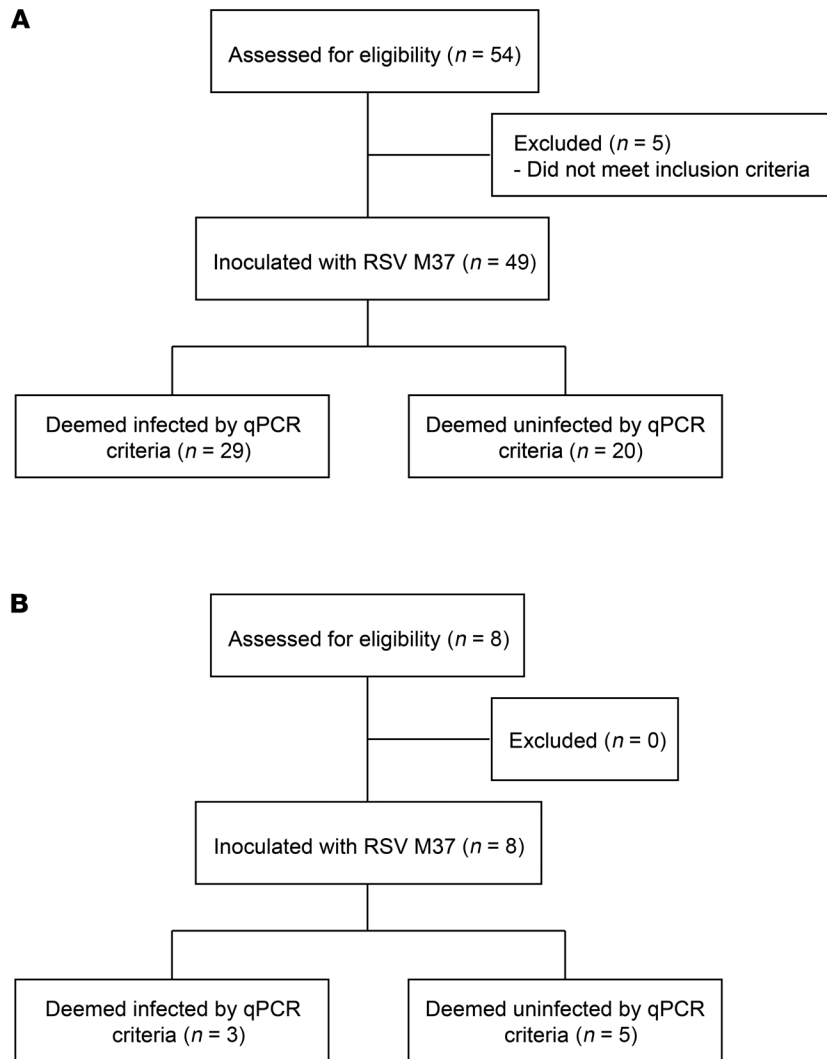 A
Assessed for eligibility (n = 54)
Excluded (n = 5)
- Did not meet inclusion criteria
Inoculated with RSV M37 (n = 49)
Deemed infected by qPCR
criteria (n = 29)
Deemed uninfected by qPCR
criteria (n = 20)
B
Assessed for eligibility (n = 8)
Excluded (n = 0)
Inoculated with RSV M37 (n = 8)
Deemed infected by qPCR
criteria (n = 3)
Deemed uninfected by qPCR
criteria (n = 5)